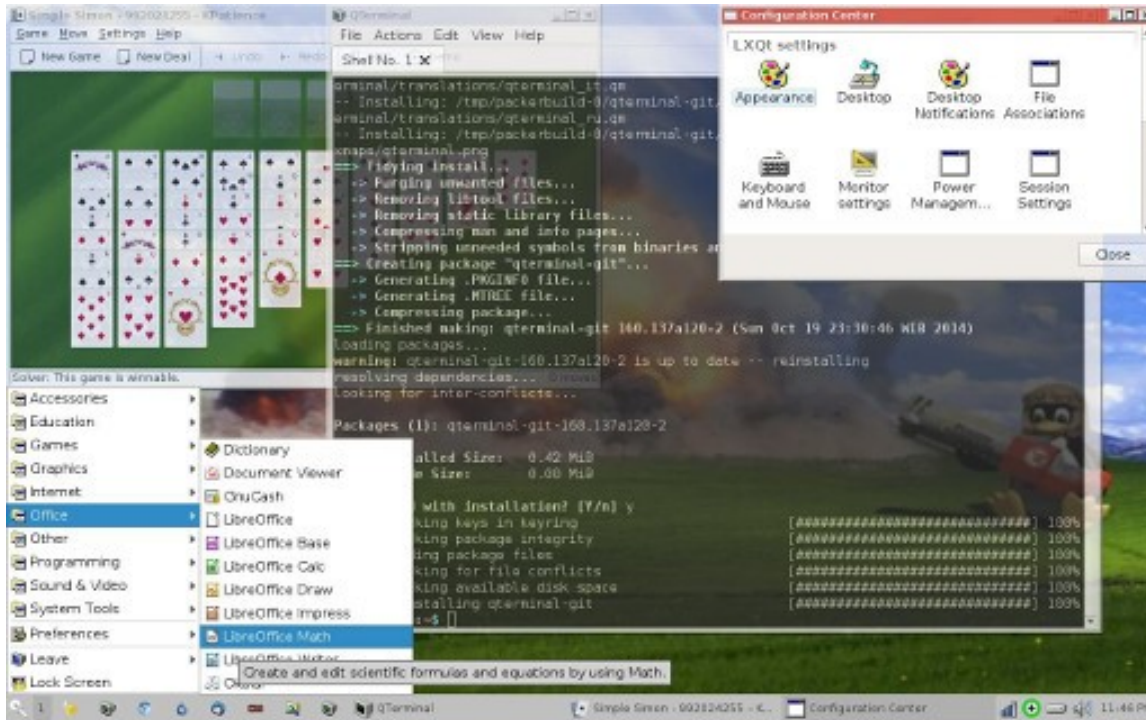 Simple Simon - 992024255 - KPatience
Game Move Settings Help
New Game New Deal Undo Redo
Solver: This game is winnable.
QTerminal
File Actions Edit View Help
Shell No. 1
erminal/translations/qterminal_it.qm
-- Installing: /tmp/packerbuild-0/qterminal-git/
erminal/translations/qterminal_ru.qm
-- Installing: /tmp/packerbuild-0/qterminal-git/
xmaps/qterminal.png
==> Tidying install...
-> Purging unwanted files...
-> Removing libtool files...
-> Removing static library files...
-> Compressing man and info pages...
-> Stripping unneeded symbols from binaries
==> Creating package "qterminal-git"...
-> Generating .PKGINFO file...
-> Generating .MTREE file...
-> Compressing package...
==> Finished making: qterminal-git 160.137a120-2 (Sun Oct 19 23:30:46 WIB 2014)
loading packages...
warning: qterminal-git-160.137a120-2 is up to date -- reinstalling
resolving dependencies...
looking for inter-conflicts...
Packages (1): qterminal-git-160.137a120-2
alled Size: 0.42 MiB
e Size: 0.00 MiB
with installation? [Y/n] y
king keys in keyring [##############################] 100%
king package integrity [##############################] 100%
ing package files [##############################] 100%
king for file conflicts [##############################] 100%
king available disk space [##############################] 100%
stalling qterminal-git [##############################] 100%
:~$
Configuration Center
LXQt settings
Appearance
Desktop
Desktop Notifications
File Associations
Keyboard and Mouse
Monitor settings
Power Managem...
Session Settings
Close
Accessories
Education
Games
Graphics
Internet
Office
Other
Programming
Sound & Video
System Tools
Preferences
Leave
Lock Screen
Dictionary
Document Viewer
GnuCash
LibreOffice
LibreOffice Base
LibreOffice Calc
LibreOffice Draw
LibreOffice Impress
LibreOffice Math
LibreOffice Writer
Create and edit scientific formulas and equations by using Math.
1 QTerminal Simple Simon - 992024255 - K... Configuration Center 11:46